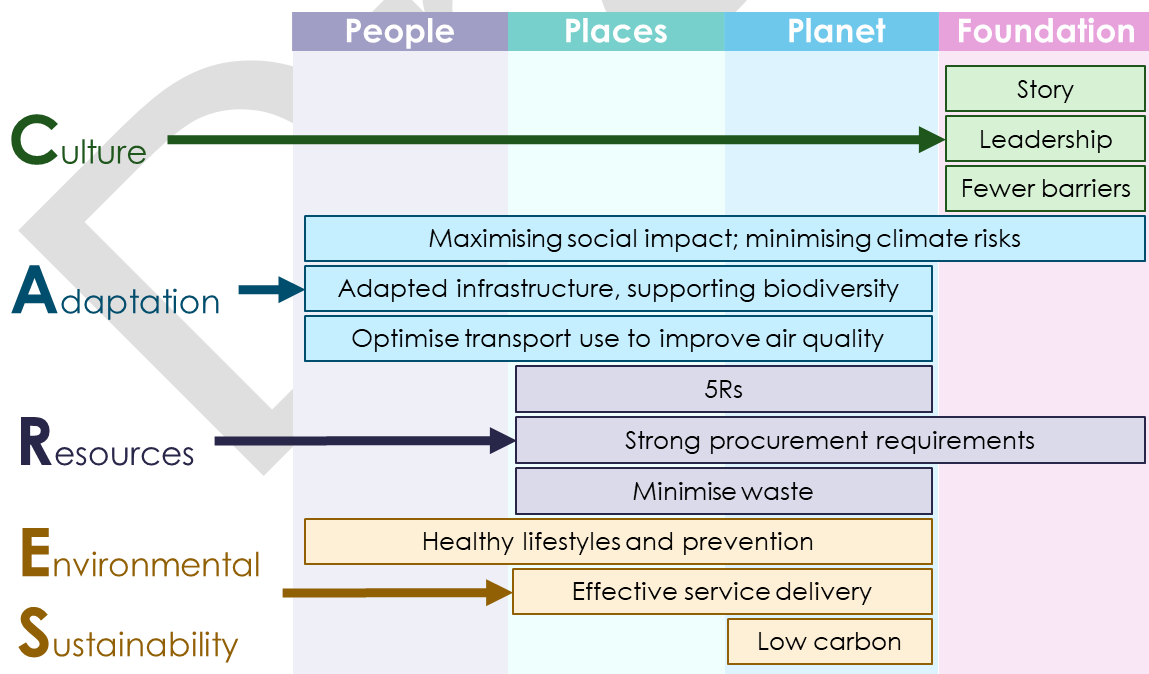 People Places Planet Foundation
Story
Culture
Leadership
Fewer barriers
Maximising social impact; minimising climate risks
Adaptation
Adapted infrastructure, supporting biodiversity
Optimise transport use to improve air quality
5Rs
Resources
Strong procurement requirements
Minimise waste
Healthy lifestyles and prevention
Environmental
Effective service delivery
Sustainability
Low carbon